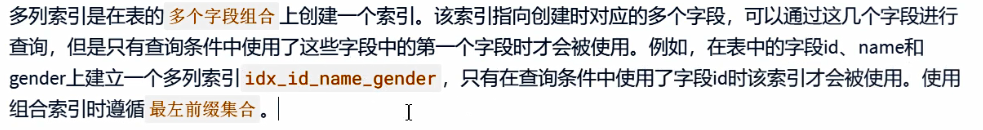 多列索引是在表的 多个字段组合 上创建一个索引。该索引指向创建时对应的多个字段，可以通过这几个字段进行
查询，但是只有查询条件中使用了这些字段中的第一个字段时才会被使用。例如，在表中的字段id、name和
gender上建立一个多列索引 idx_id_name_gender ，只有在查询条件中使用了字段id时该索引才会被使用。使用
组合索引时遵循 最左前缀集合 。